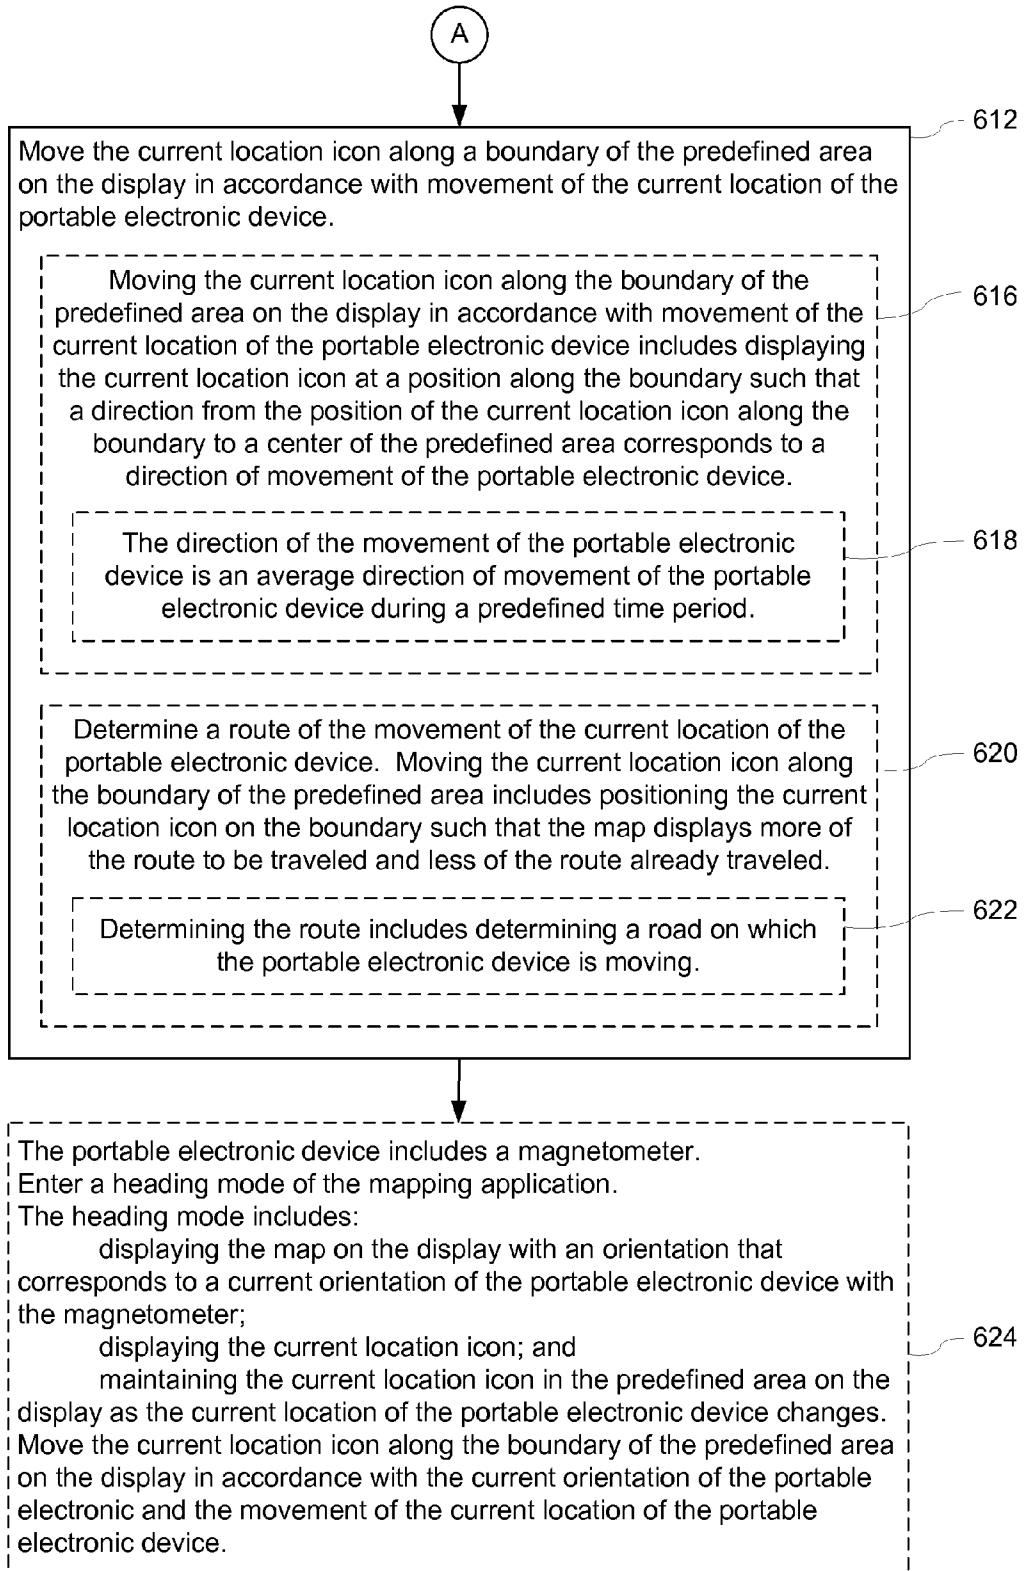 A
612
Move the current location icon along a boundary of the predefined area
on the display in accordance with movement of the current location of the
portable electronic device.
616
Moving the current location icon along the boundary of the
predefined area on the display in accordance with movement of the
current location of the portable electronic device includes displaying
the current location icon at a position along the boundary such that
a direction from the position of the current location icon along the
boundary to a center of the predefined area corresponds to a
direction of movement of the portable electronic device.
618
The direction of the movement of the portable electronic
device is an average direction of movement of the portable
electronic device during a predefined time period.
620
Determine a route of the movement of the current location of the
portable electronic device.  Moving the current location icon along
the boundary of the predefined area includes positioning the current
location icon on the boundary such that the map displays more of
the route to be traveled and less of the route already traveled.
622
Determining the route includes determining a road on which
the portable electronic device is moving.
624
The portable electronic device includes a magnetometer.
Enter a heading mode of the mapping application.
The heading mode includes:
displaying the map on the display with an orientation that
corresponds to a current orientation of the portable electronic device with
the magnetometer;
displaying the current location icon; and
maintaining the current location icon in the predefined area on the
display as the current location of the portable electronic device changes.
Move the current location icon along the boundary of the predefined area
on the display in accordance with the current orientation of the portable
electronic and the movement of the current location of the portable
electronic device.